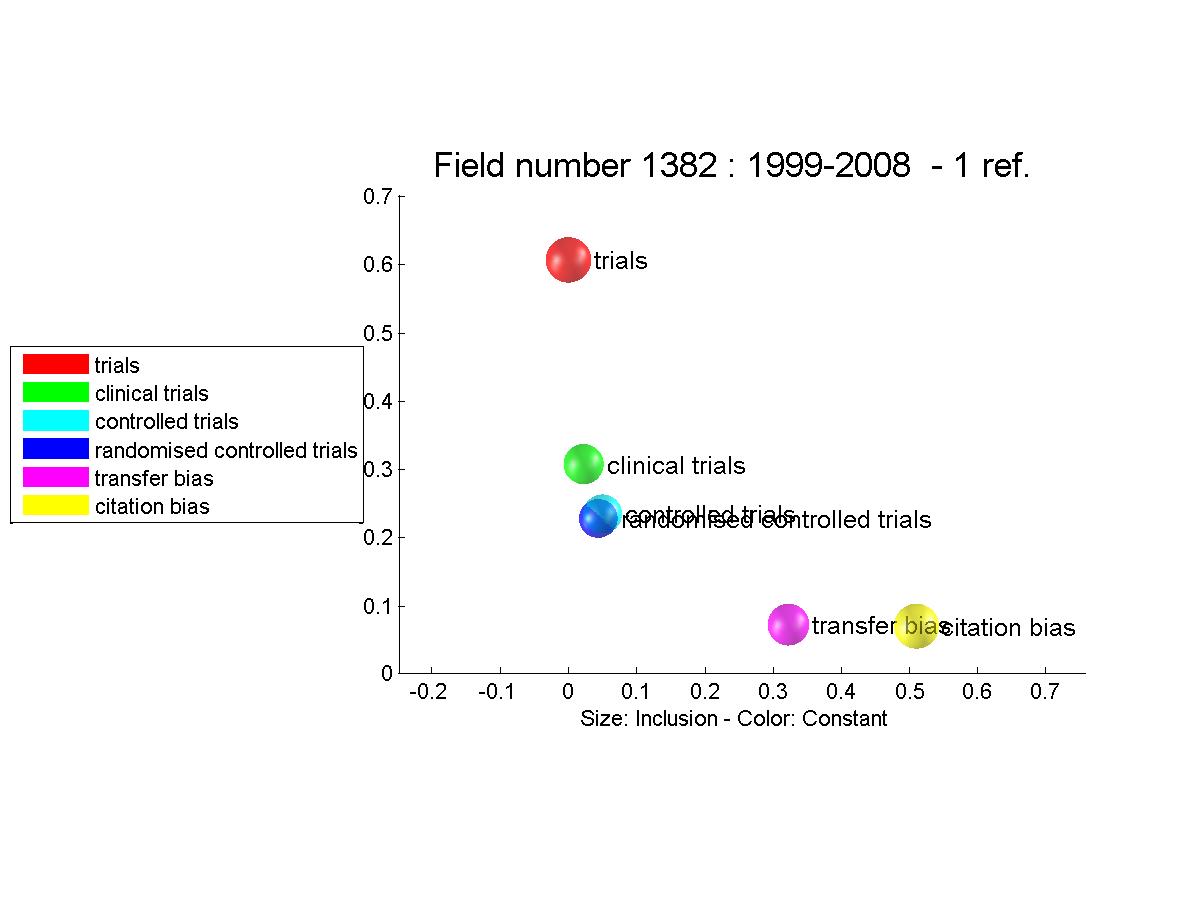 Field number 1382 : 1999-2008 - 1 ref.
0.7
0.6
0.5
0.4
0.3
0.2
0.1
0
trials
clinical trials
controlled trials
randomised controlled trials
transfer bias
citation bias
trials
clinical trials
controlled trials
randomised controlled trials
transfer bias
citation bias
-0.2 -0.1 0 0.1 0.2 0.3 0.4 0.5 0.6 0.7
Size: Inclusion - Color: Constant